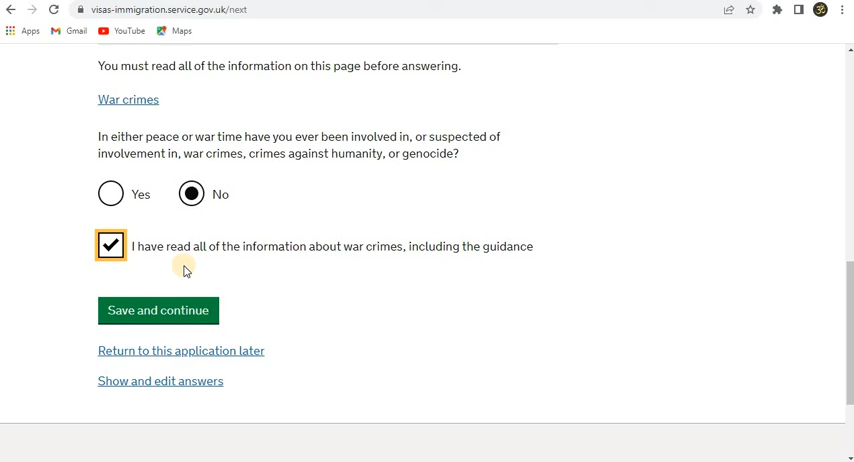 visas-immigration.service.gov.uk/next
Apps Gmail YouTube Maps
You must read all of the information on this page before answering.
War crimes
In either peace or war time have you ever been involved in, or suspected of
involvement in, war crimes, crimes against humanity, or genocide?
Yes No
I have read all of the information about war crimes, including the guidance
Save and continue
Return to this application later
Show and edit answers